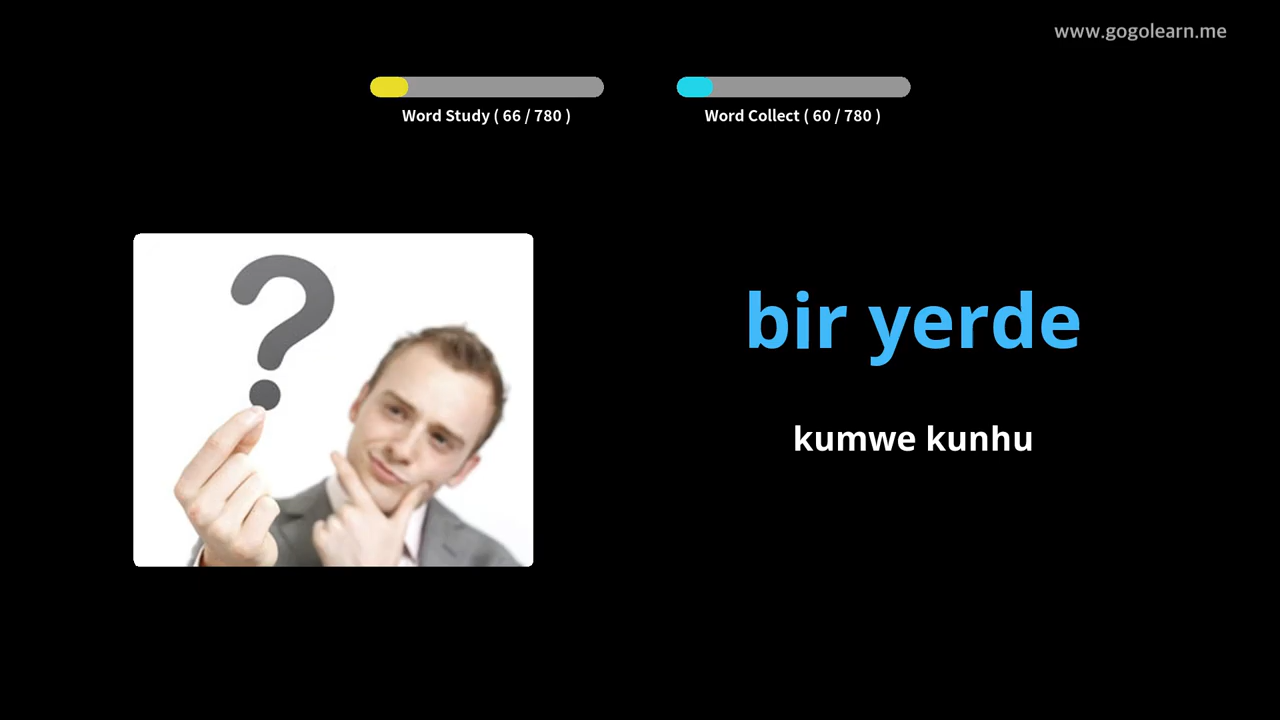 www.gogolearn.me
Word Study ( 66 / 780 )
Word Collect ( 60 / 780 )
bir yerde
kumwe kunhu